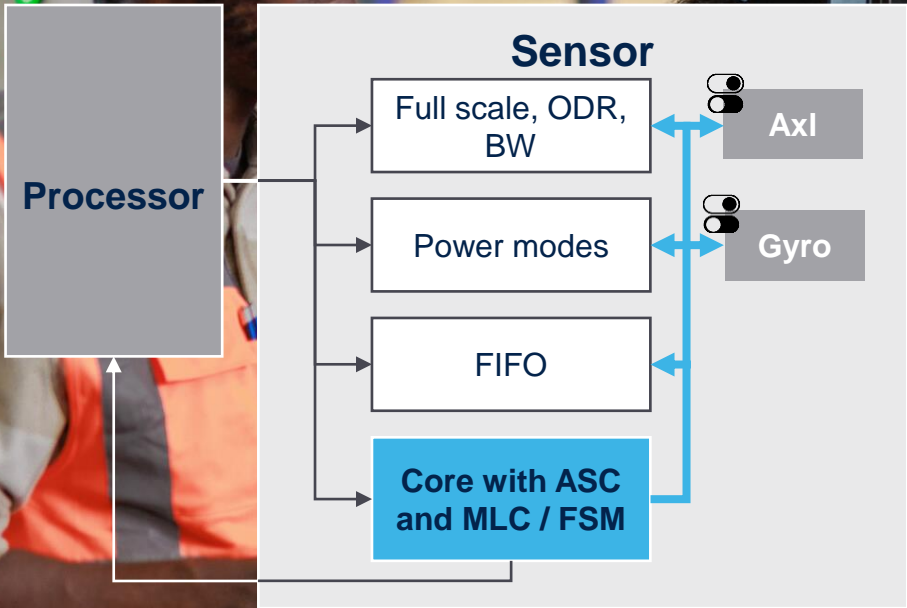 Sensor
Processor
Full scale, ODR,
BW
Axl
Power modes
Gyro
FIFO
Core with ASC
and MLC / FSM